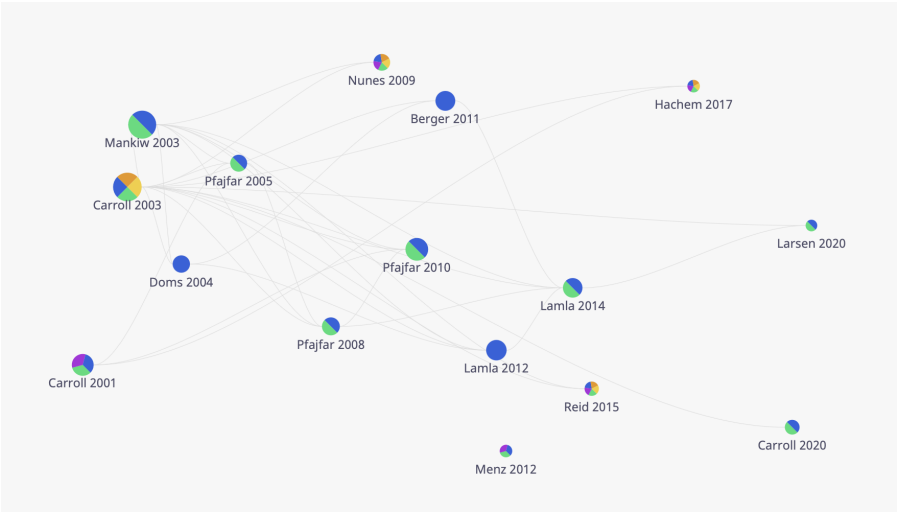 Nunes 2009
Hachem 2017
Berger 2011
Mankiw 2003
Pfajfar 2005
Carroll 2003
Larsen 2020
Pfajfar 2010
Doms 2004
Lamla 2014
Pfajfar 2008
Lamla 2012
Carroll 2001
Reid 2015
Carroll 2020
Menz 2012